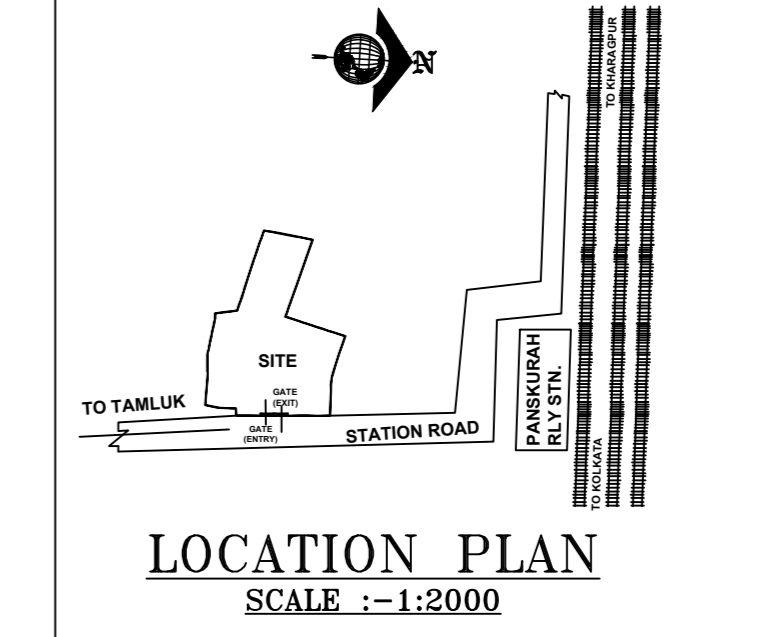 N
TO KHARAGPUR
SITE
GATE
(EXIT)
TO TAMLUK
GATE
(ENTRY)
STATION ROAD
PANSKURAH
RLY STN.
TO KOLKATA
LOCATION PLAN
SCALE :-1:2000